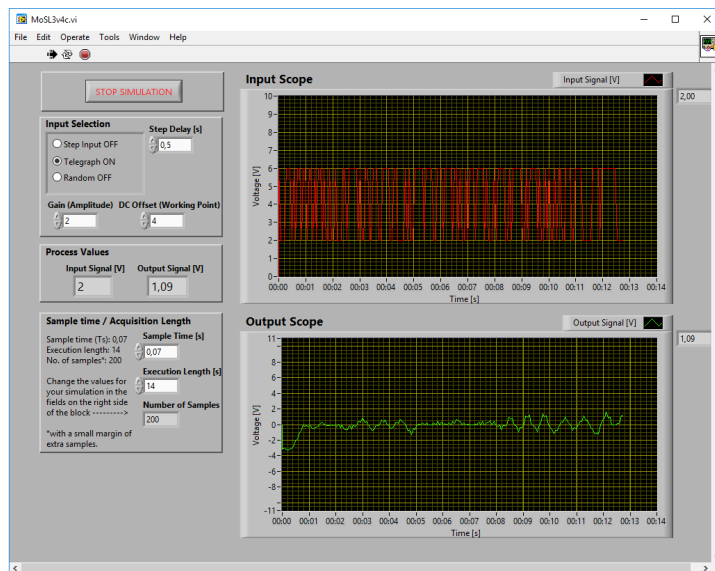 MoSL3v4c.vi
File Edit Operate Tools Window Help
STOP SIMULATION
Input Selection
Step Input OFF
Telegraph ON
Random OFF
Step Delay [s]
0,5
Gain (Amplitude) DC Offset (Working Point)
2 4
Process Values
Input Signal [V] Output Signal [V]
2 1,09
Sample time / Acquisition Length
Sample time (Ts): 0,07
Execution length: 14
No. of samples*: 200
Change the values for
your simulation in the
fields on the right side
of the block --------->
*with a small margin of
extra samples.
Sample Time [s]
0,07
Execution Length [s]
14
Number of Samples
200
Input Scope
Input Signal [V]
2,00
Voltage [V]
10
9
8
7
6
5
4
3
2
1
0
00:00 00:01 00:02 00:03 00:04 00:05 00:06 00:07 00:08 00:09 00:10 00:11 00:12 00:13 00:14
Time [s]
Output Scope
Output Signal [V]
1,09
Voltage [V]
11
8
6
4
2
0
-2
-4
-6
-8
-11
00:00 00:01 00:02 00:03 00:04 00:05 00:06 00:07 00:08 00:09 00:10 00:11 00:12 00:13 00:14
Time [s]